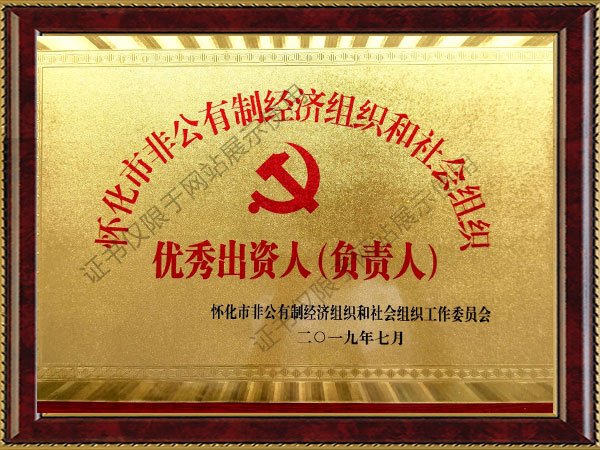 怀化市非公有制经济组织和社会组织
优秀出资人(负责人)
怀化市非公有制经济组织和社会组织工作委员会
二〇一九年七月
证书仅限于网站展示使用
证书仅限于网站展示使用